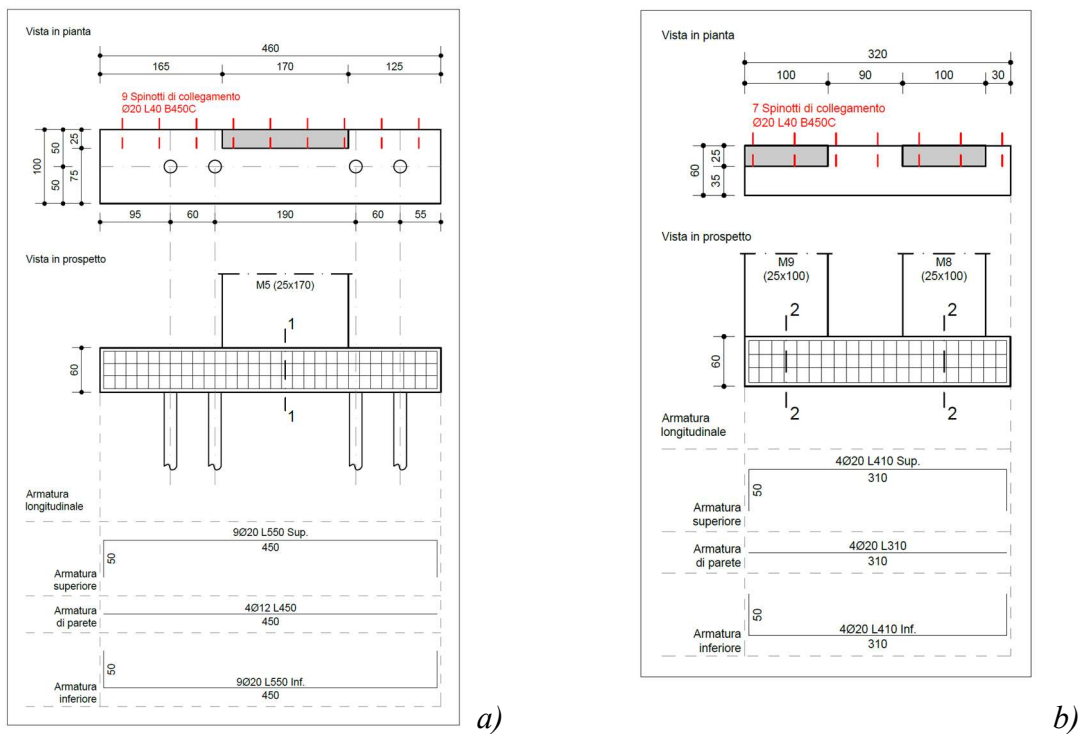 Vista in pianta
460
165 170 125
9 Spinotti di collegamento
Ø20 L40 B450C
100
50
50
25
75
95 60 190 60 55
Vista in prospetto
M5 (25x170)
1
60
1
Armatura
longitudinale
9Ø20 L550 Sup.
450
50
Armatura
superiore
4Ø12 L450
Armatura
di parete
450
50
9Ø20 L550 Inf.
Armatura
inferiore
450
a)
Vista in pianta
320
100 90 100 30
7 Spinotti di collegamento
Ø20 L40 B450C
60
25
35
Vista in prospetto
M9
(25x100)
M8
(25x100)
2 2
60
2 2
Armatura
longitudinale
4Ø20 L410 Sup.
310
50
Armatura
superiore
4Ø20 L310
Armatura
di parete
310
50
4Ø20 L410 Inf.
Armatura
inferiore
310
b)